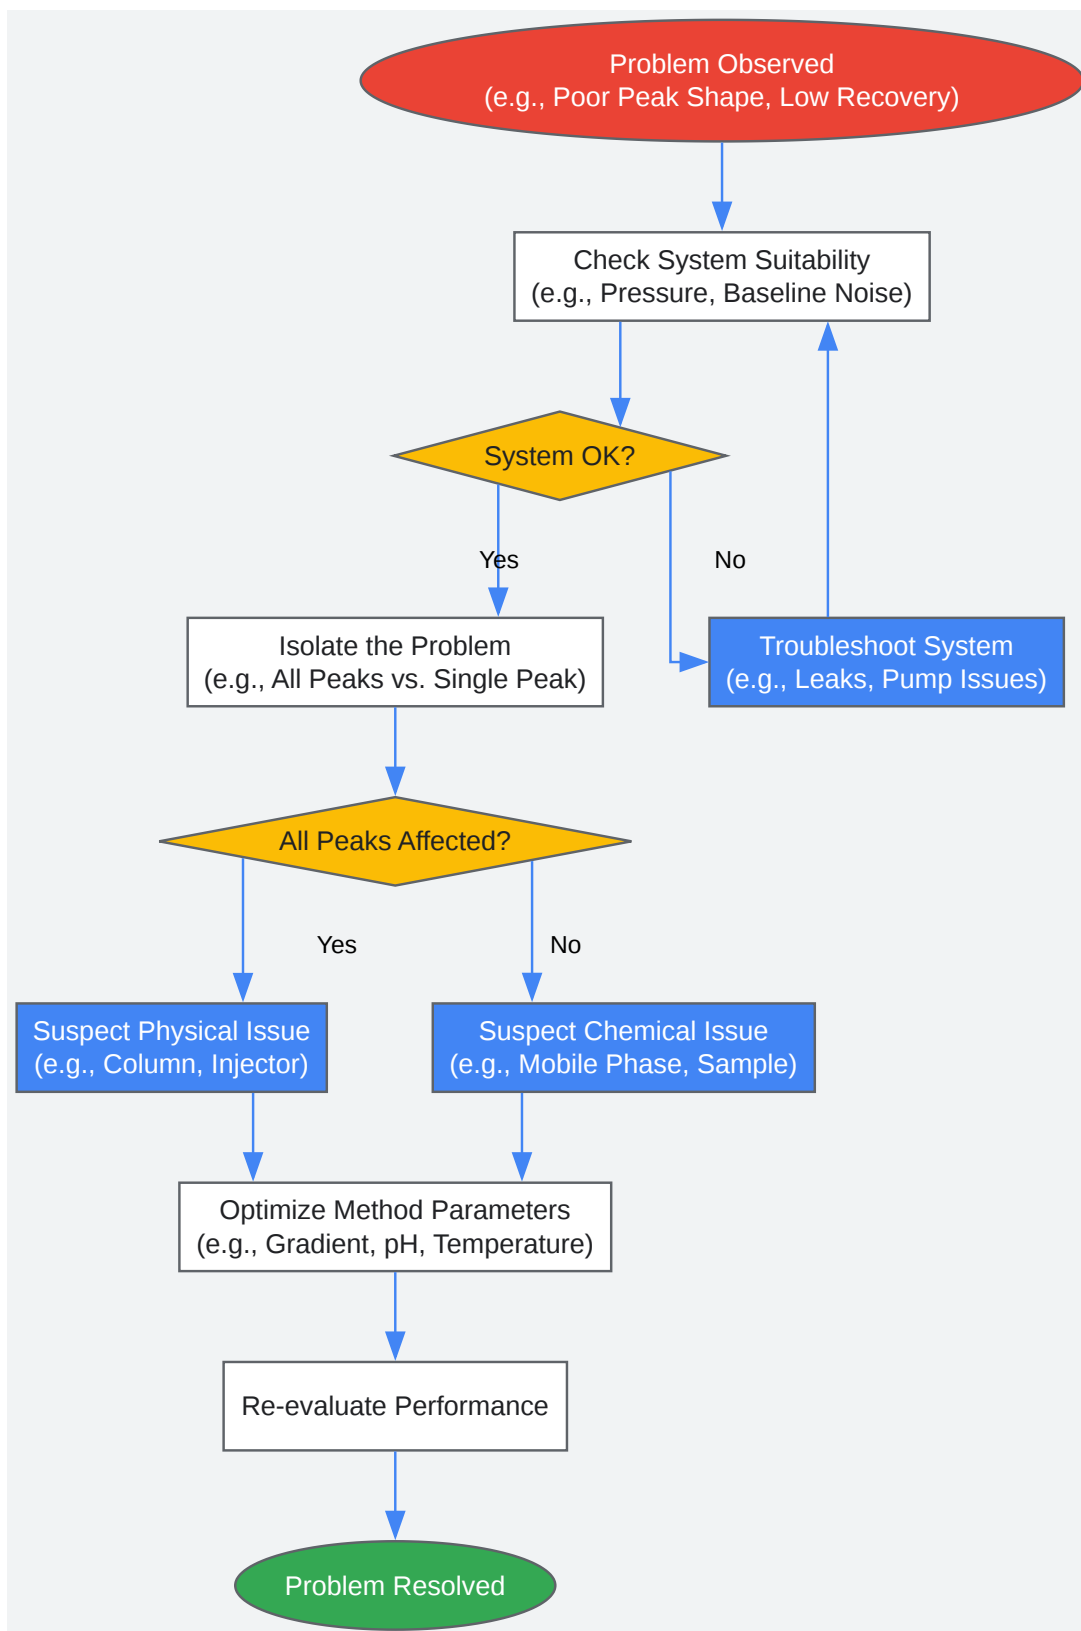 Problem Observed
(e.g., Poor Peak Shape, Low Recovery)
Check System Suitability
(e.g., Pressure, Baseline Noise)
System OK?
Yes
No
Isolate the Problem
(e.g., All Peaks vs. Single Peak)
Troubleshoot System
(e.g., Leaks, Pump Issues)
All Peaks Affected?
Yes
No
Suspect Physical Issue
(e.g., Column, Injector)
Suspect Chemical Issue
(e.g., Mobile Phase, Sample)
Optimize Method Parameters
(e.g., Gradient, pH, Temperature)
Re-evaluate Performance
Problem Resolved